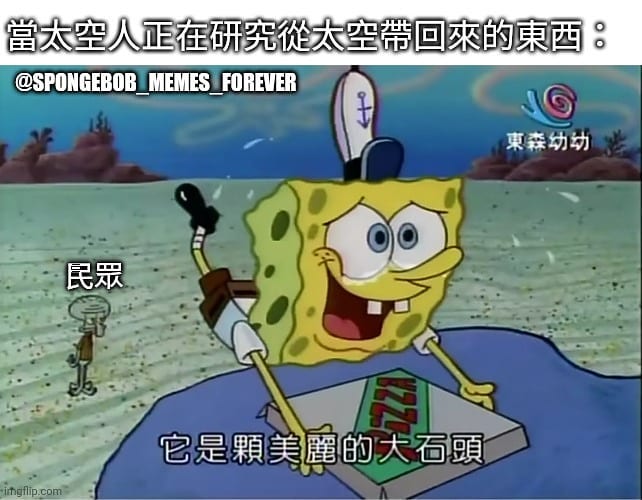 當太空人正在研究從太空帶回來的東西：
@SPONGEBOB_MEMES_FOREVER
東森幼幼
民眾
PIZZA
它是顆美麗的大石頭
imgflip.com